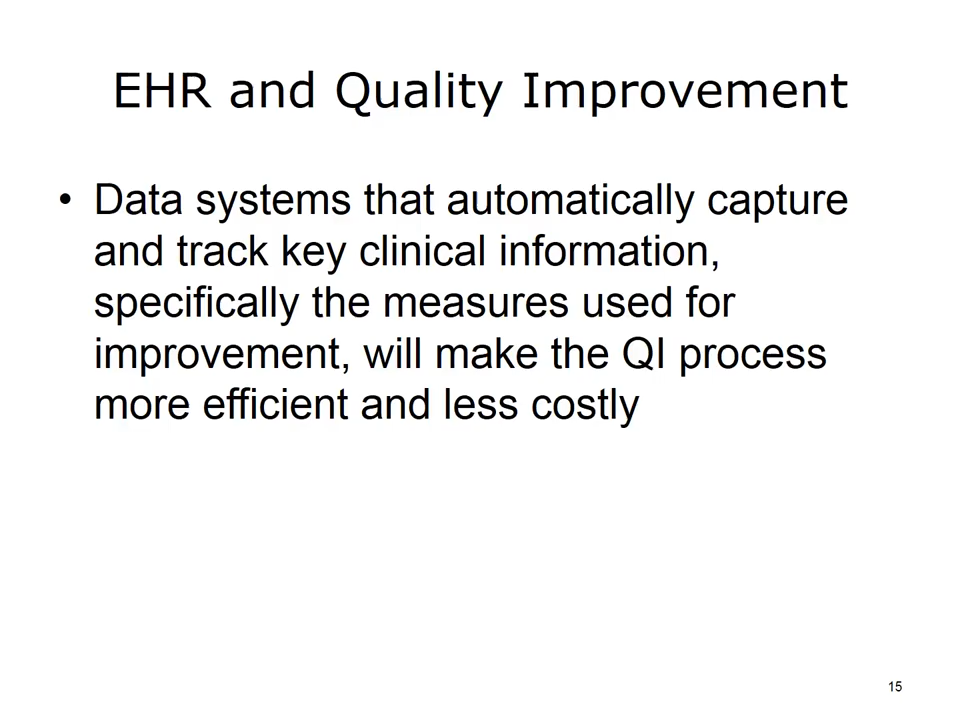 EHR and Quality Improvement
• Data systems that automatically capture
and track key clinical information,
specifically the measures used for
improvement, will make the QI process
more efficient and less costly
15